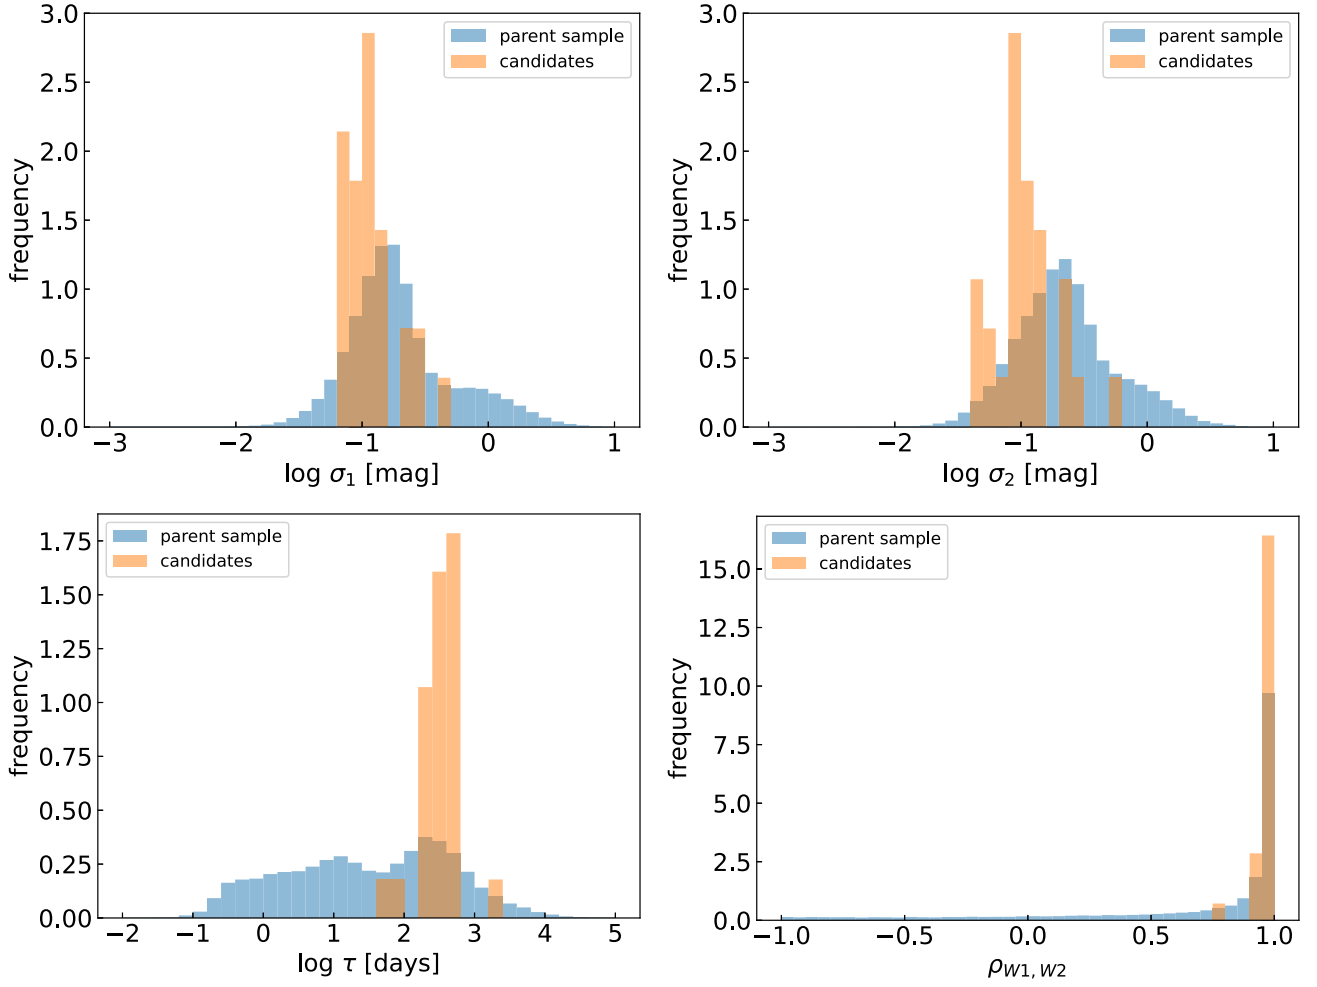 3.0
2.5
2.0
1.5
1.0
0.5
0.0
frequency
−3 −2 −1 0 1
log σ1 [mag]
parent sample
candidates
3.0
2.5
2.0
1.5
1.0
0.5
0.0
frequency
−3 −2 −1 0 1
log σ2 [mag]
parent sample
candidates
1.75
1.50
1.25
1.00
0.75
0.50
0.25
0.00
frequency
−2 −1 0 1 2 3 4 5
log τ [days]
parent sample
candidates
15.0
12.5
10.0
7.5
5.0
2.5
0.0
frequency
−1.0 −0.5 0.0 0.5 1.0
ρW1, W2
parent sample
candidates